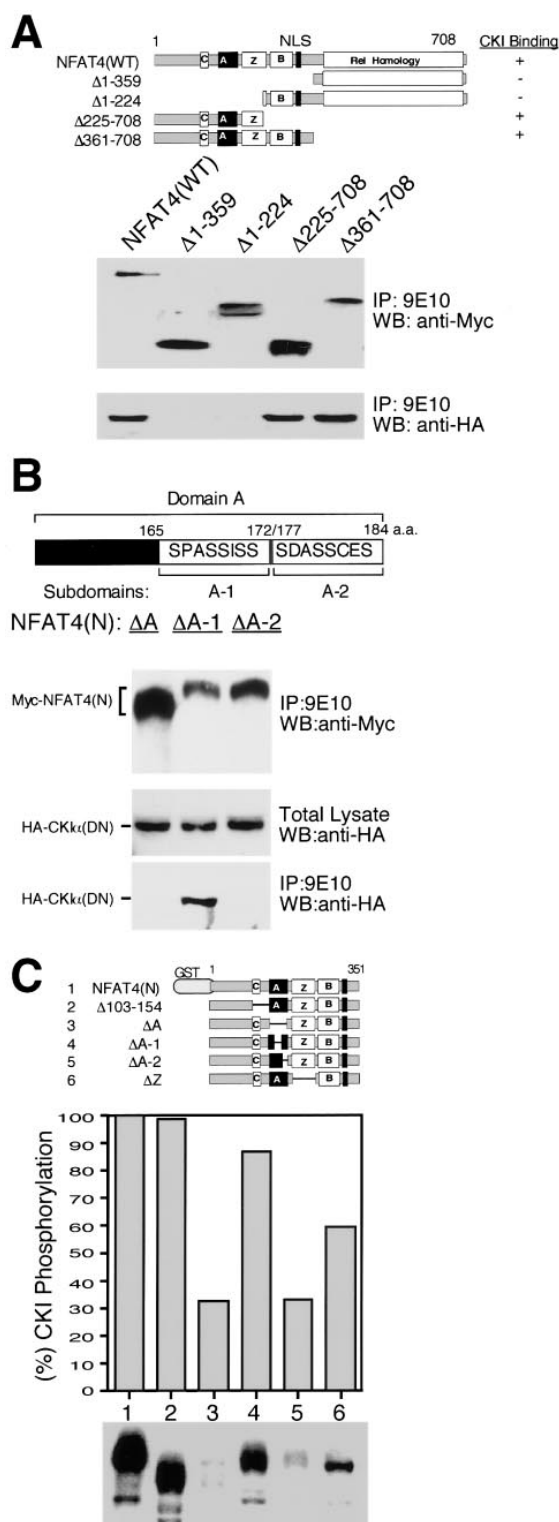 A
1 NLS 708 CKI Binding
NFAT4(WT) C A Z B Rel Homology +
Δ1-359 -
Δ1-224 B -
Δ225-708 C A Z +
Δ361-708 C A Z B +
NFAT4(WT) Δ1-359 Δ1-224 Δ225-708 Δ361-708
IP: 9E10
WB: anti-Myc
IP: 9E10
WB: anti-HA
B
Domain A
165 172/177 184 a.a.
SPASSISS SDASSCES
Subdomains: A-1 A-2
NFAT4(N): ΔA ΔA-1 ΔA-2
Myc-NFAT4(N)
IP:9E10
WB:anti-Myc
HA-CKIα(DN)
Total Lysate
WB:anti-HA
HA-CKIα(DN)
IP:9E10
WB:anti-HA
C
GST 1 351
1 NFAT4(N) C A Z B
2 Δ103-154 C A Z B
3 ΔA C Z B
4 ΔA-1 C Z B
5 ΔA-2 C Z B
6 ΔZ C A B
(%) CKI Phosphorylation
100
90
80
70
60
50
40
30
20
10
0
1 2 3 4 5 6